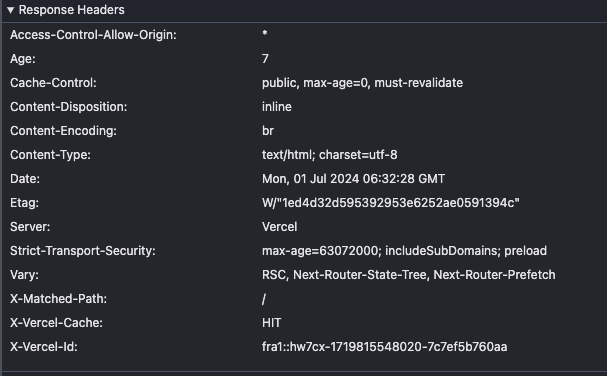 ▼ Response Headers
Access-Control-Allow-Origin: *
Age: 7
Cache-Control: public, max-age=0, must-revalidate
Content-Disposition: inline
Content-Encoding: br
Content-Type: text/html; charset=utf-8
Date: Mon, 01 Jul 2024 06:32:28 GMT
Etag: W/"1ed4d32d595392953e6252ae0591394c"
Server: Vercel
Strict-Transport-Security: max-age=63072000; includeSubDomains; preload
Vary: RSC, Next-Router-State-Tree, Next-Router-Prefetch
X-Matched-Path: /
X-Vercel-Cache: HIT
X-Vercel-Id: fra1::hw7cx-1719815548020-7c7ef5b760aa